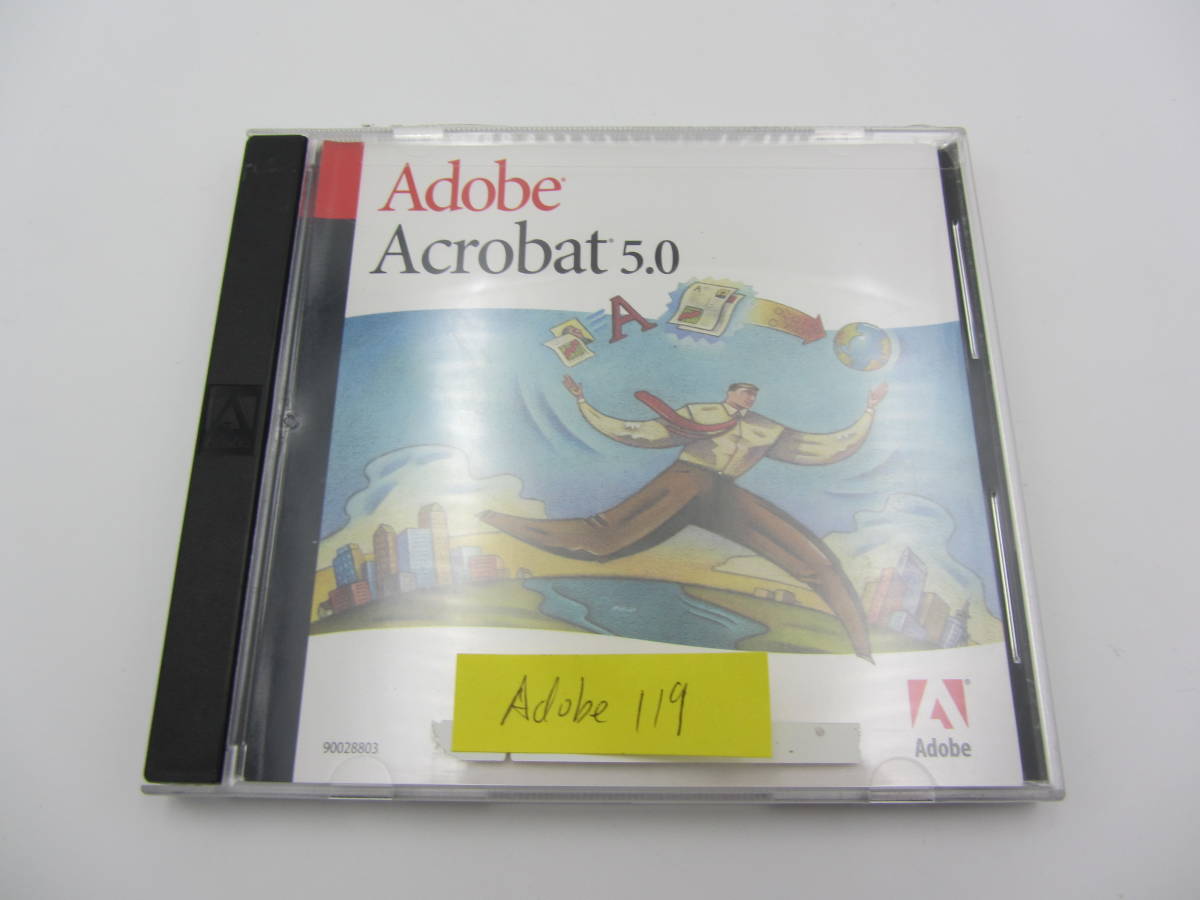 Adobe®
Acrobat® 5.0
A
Adobe 119
90028803
Adobe